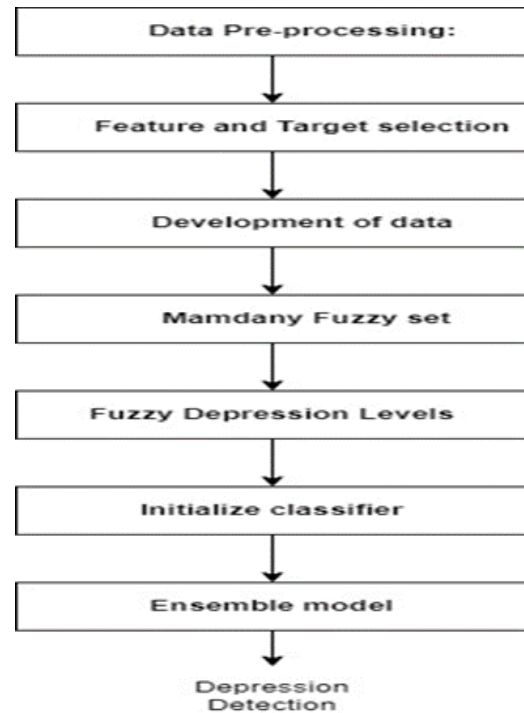 Data Pre-processing:
Feature and Target selection
Development of data
Mamdany Fuzzy set
Fuzzy Depression Levels
Initialize classifier
Ensemble model
Depression
Detection